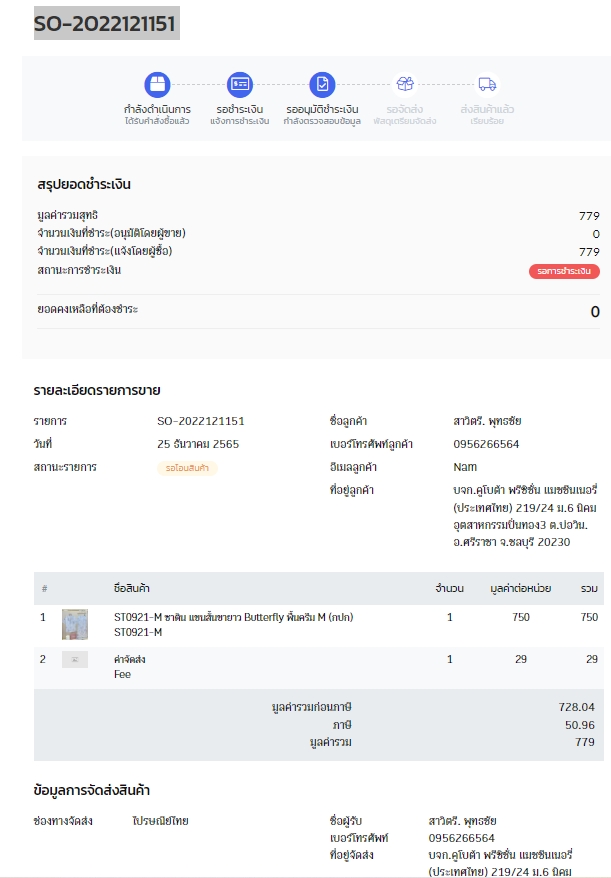 SO-2022121151
กำลังดำเนินการ
ได้รับคำสั่งซื้อแล้ว
รอชำระเงิน
แจ้งการชำระเงิน
รออนุมัติชำระเงิน
กำลังตรวจสอบข้อมูล
รอจัดส่ง
พัสดุเตรียมจัดส่ง
ส่งสินค้าแล้ว
เรียบร้อย
สรุปยอดชำระเงิน
มูลค่ารวมสุทธิ 779
จำนวนเงินที่ชำระ(อนุมัติโดยผู้ขาย) 0
จำนวนเงินที่ชำระ(แจ้งโดยผู้ซื้อ) 779
สถานะการชำระเงิน รอการชำระเงิน
ยอดคงเหลือที่ต้องชำระ 0
รายละเอียดรายการขาย
รายการ SO-2022121151 ชื่อลูกค้า สาวิตรี. พุทธชัย
วันที่ 25 ธันวาคม 2565 เบอร์โทรศัพท์ลูกค้า 0956266564
สถานะรายการ รอโอนสินค้า อีเมลลูกค้า Nam
ที่อยู่ลูกค้า บจก.คูโบต้า พรีซิชั่น แมชชินเนอรี่
(ประเทศไทย) 219/24 ม.6 นิคม
อุตสาหกรรมปิ่นทอง3 ต.บ่อวิน.
อ.ศรีราชา จ.ชลบุรี 20230
# ชื่อสินค้า จำนวน มูลค่าต่อหน่วย รวม
1 ST0921-M ซาติน แขนสั้นขายาว Butterfly พื้นครีม M (กปก) 1 750 750
ST0921-M
2 ค่าจัดส่ง 1 29 29
Fee
มูลค่ารวมก่อนภาษี 728.04
ภาษี 50.96
มูลค่ารวม 779
ข้อมูลการจัดส่งสินค้า
ช่องทางจัดส่ง ไปรษณีย์ไทย ชื่อผู้รับ สาวิตรี. พุทธชัย
เบอร์โทรศัพท์ 0956266564
ที่อยู่จัดส่ง บจก.คูโบต้า พรีซิชั่น แมชชินเนอรี่
(ประเทศไทย) 219/24 ม.6 นิคม